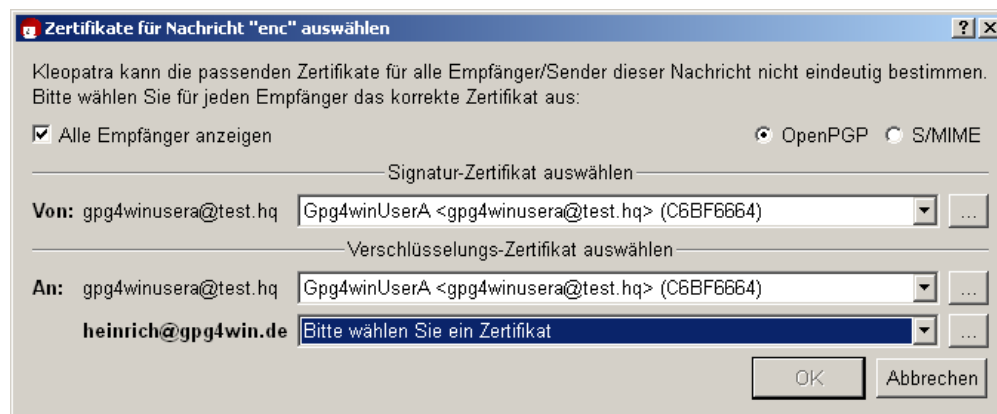 Zertifikate für Nachricht "enc" auswählen
Kleopatra kann die passenden Zertifikate für alle Empfänger/Sender dieser Nachricht nicht eindeutig bestimmen.
Bitte wählen Sie für jeden Empfänger das korrekte Zertifikat aus:
Alle Empfänger anzeigen OpenPGP S/MIME
Signatur-Zertifikat auswählen
Von: gpg4winusera@test.hq Gpg4winUserA <gpg4winusera@test.hq> (C6BF6664) ...
Verschlüsselungs-Zertifikat auswählen
An: gpg4winusera@test.hq Gpg4winUserA <gpg4winusera@test.hq> (C6BF6664) ...
heinrich@gpg4win.de Bitte wählen Sie ein Zertifikat ...
OK Abbrechen